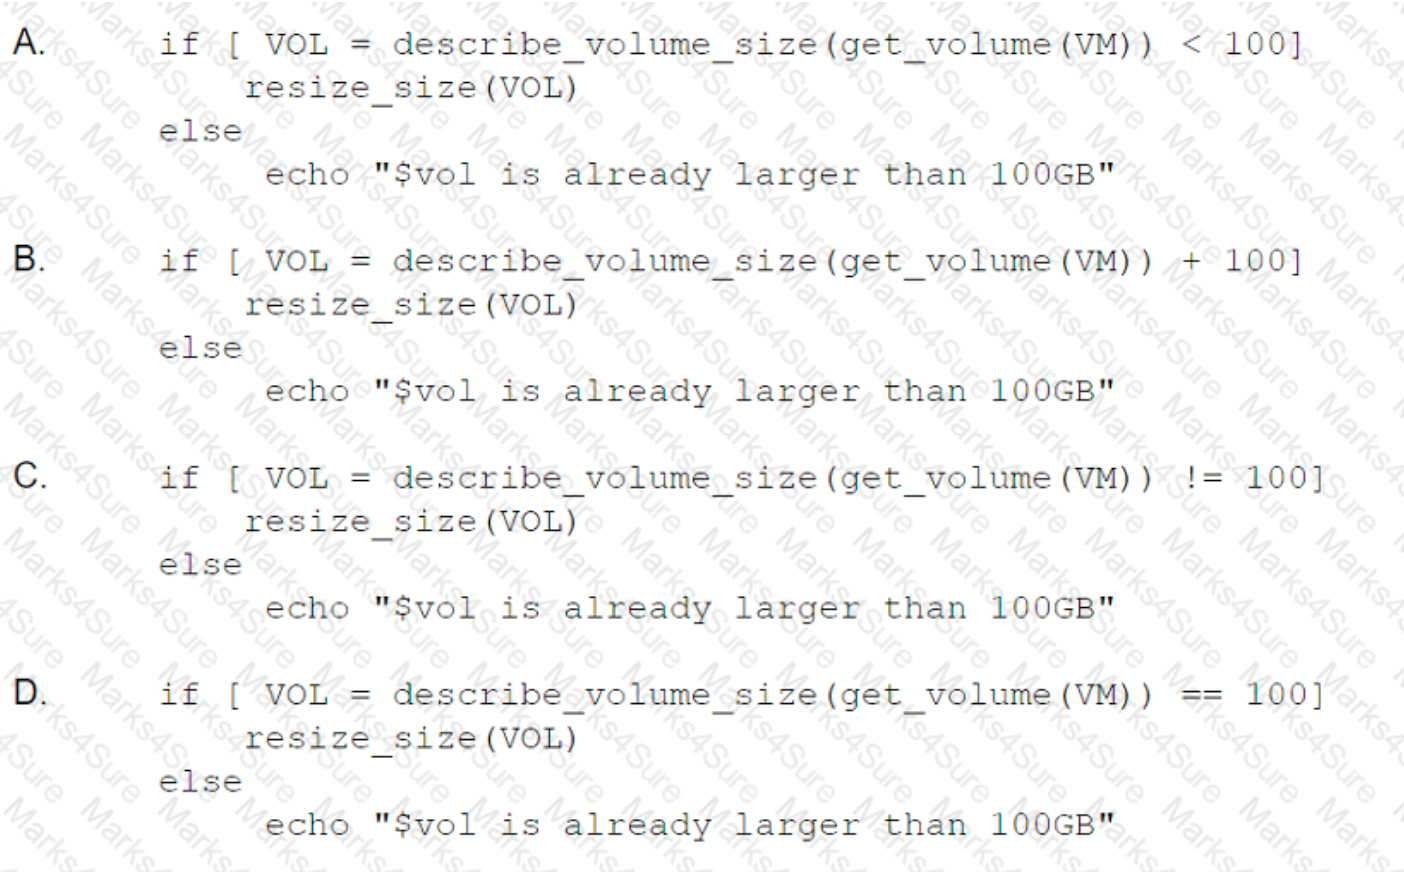 A. if [ VOL = describe_volume_size(get_volume(VM)) < 100]
resize_size(VOL)
else
echo "$vol is already larger than 100GB"
B. if [ VOL = describe_volume_size(get_volume(VM)) + 100]
resize_size(VOL)
else
echo "$vol is already larger than 100GB"
C. if [ VOL = describe_volume_size(get_volume(VM)) != 100]
resize_size(VOL)
else
echo "$vol is already larger than 100GB"
D. if [ VOL = describe_volume_size(get_volume(VM)) == 100]
resize_size(VOL)
else
echo "$vol is already larger than 100GB"